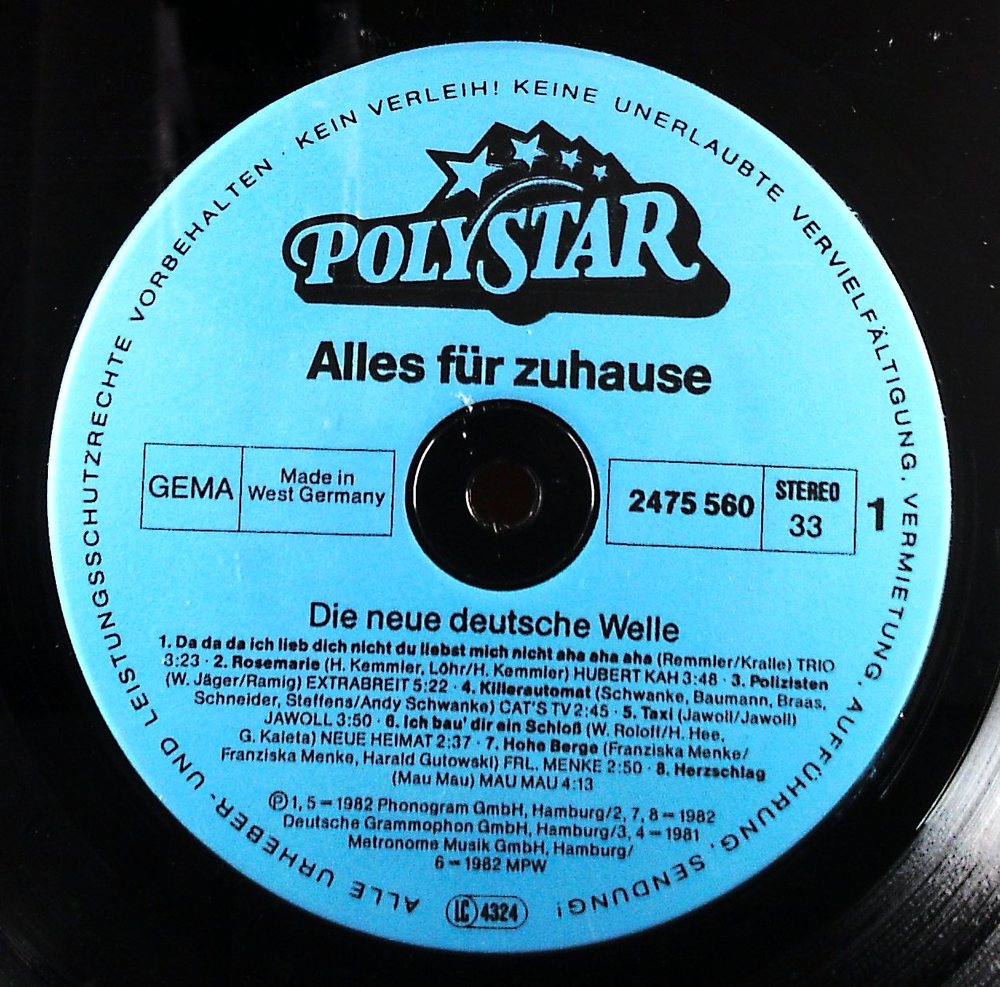 ALLE URHEBER- UND LEISTUNGSSCHUTZRECHTE VORBEHALTEN · KEIN VERLEIH! KEINE UNERLAUBTE VERVIELFÄLTIGUNG, VERMIETUNG, AUFFÜHRUNG, SENDUNG!
POLYSTAR
Alles für zuhause
GEMA
Made in
West Germany
2475 560
STEREO
33
1
Die neue deutsche Welle
1. Da da da ich lieb dich nicht du liebst mich nicht aha aha aha (Remmler/Kralle) TRIO
3:23 · 2. Rosemarie (H. Kemmler, Löhr/H. Kemmler) HUBERT KAH 3:48 · 3. Polizisten
(W. Jäger/Ramig) EXTRABREIT 5:22 · 4. Killerautomat (Schwanke, Baumann, Braas,
Schneider, Steffens/Andy Schwanke) CAT'S TV 2:45 · 5. Taxi (Jawoll/Jawoll)
JAWOLL 3:50 · 6. Ich bau' dir ein Schloß (W. Roloff/H. Hee,
G. Kaleta) NEUE HEIMAT 2:37 · 7. Hohe Berge (Franziska Menke/
Franziska Menke, Harald Gutowski) FRL. MENKE 2:50 · 8. Herzschlag
(Mau Mau) MAU MAU 4:13
Ⓟ 1, 5 – 1982 Phonogram GmbH, Hamburg/2, 7, 8 – 1982
Deutsche Grammophon GmbH, Hamburg/3, 4 – 1981
Metronome Musik GmbH, Hamburg/
6 – 1982 MPW
LC 4324